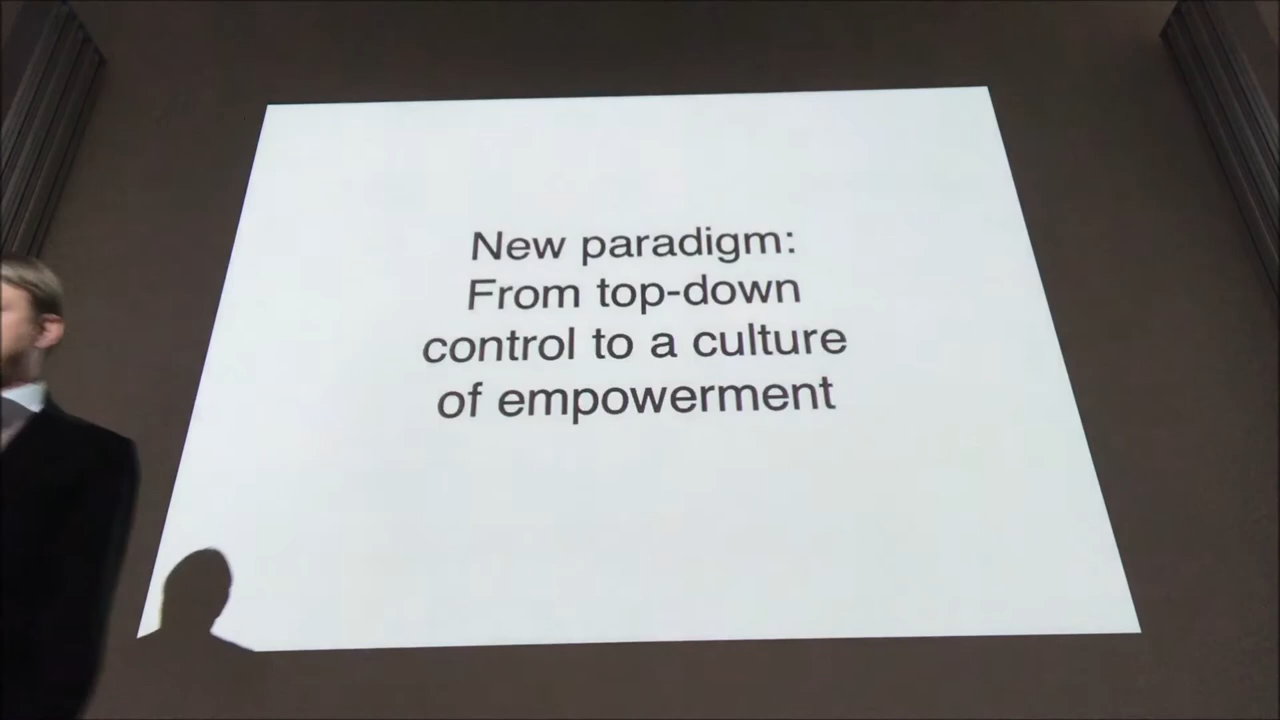 New paradigm:
From top-down
control to a culture
of empowerment